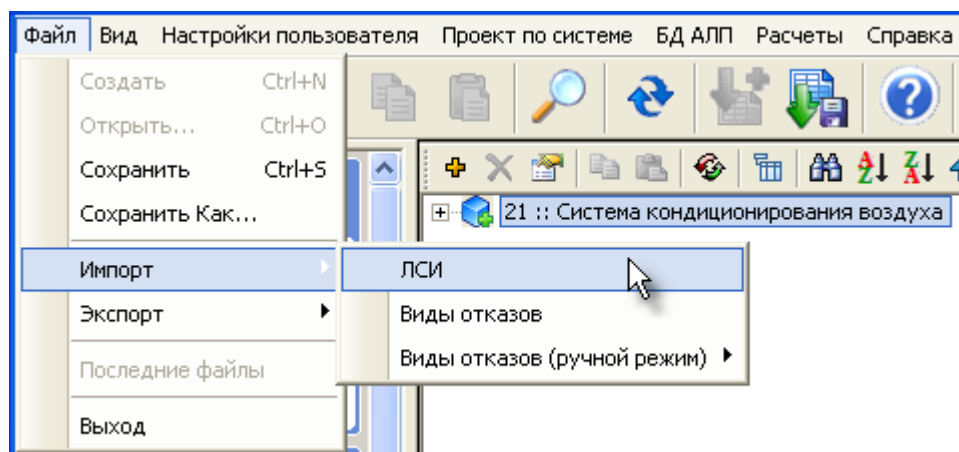 Файл Вид Настройки пользователя Проект по системе БД АЛП Расчеты Справка
Создать Ctrl+N
Открыть... Ctrl+O
Сохранить Ctrl+S
Сохранить Как...
21 :: Система кондиционирования воздуха
Импорт
ЛСИ
Экспорт
Виды отказов
Виды отказов (ручной режим)
Последние файлы
Выход